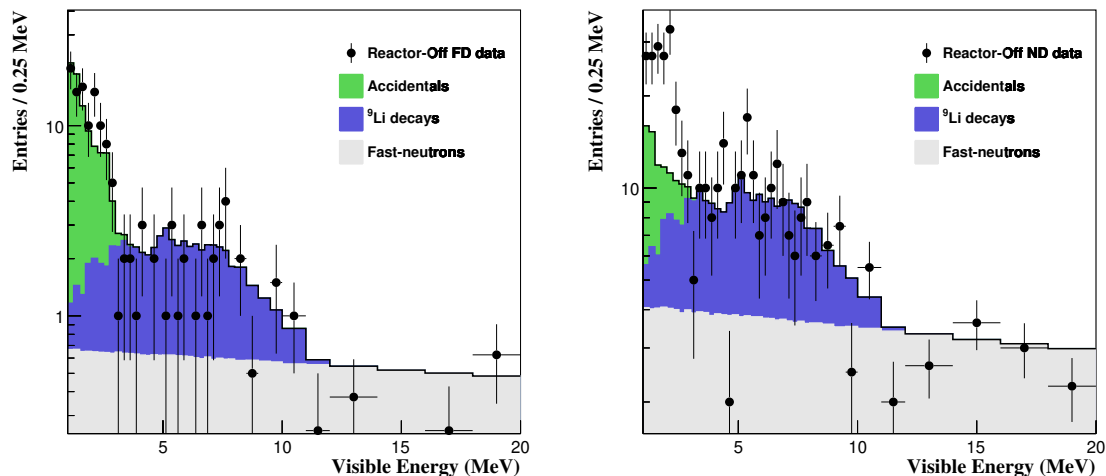 Entries / 0.25 MeV
10
1
Reactor-Off FD data
Accidentals
⁹Li decays
Fast-neutrons
5
10
15
20
Visible Energy (MeV)
Entries / 0.25 MeV
10
Reactor-Off ND data
Accidentals
⁹Li decays
Fast-neutrons
5
10
15
20
Visible Energy (MeV)